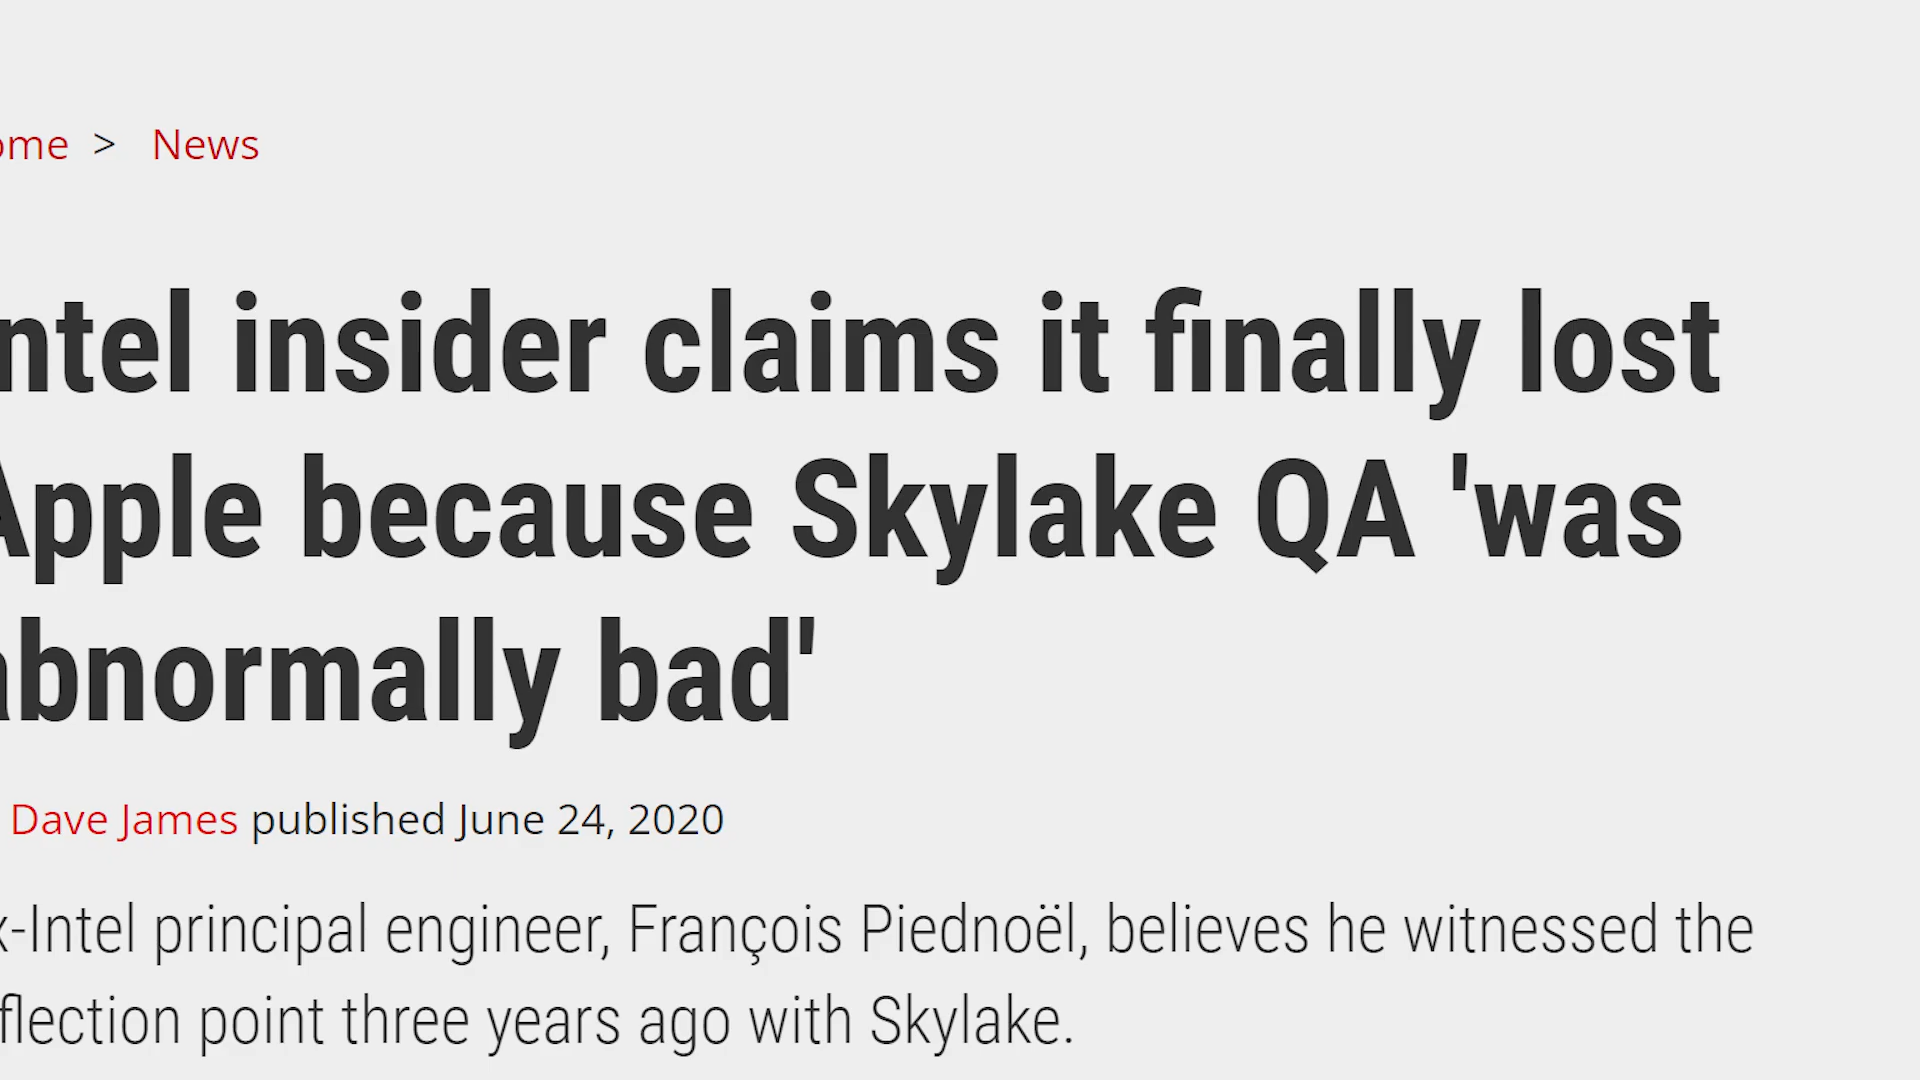 ome > News
ntel insider claims it finally lost
Apple because Skylake QA 'was
abnormally bad'
Dave James published June 24, 2020
x-Intel principal engineer, François Piednoël, believes he witnessed the
flection point three years ago with Skylake.